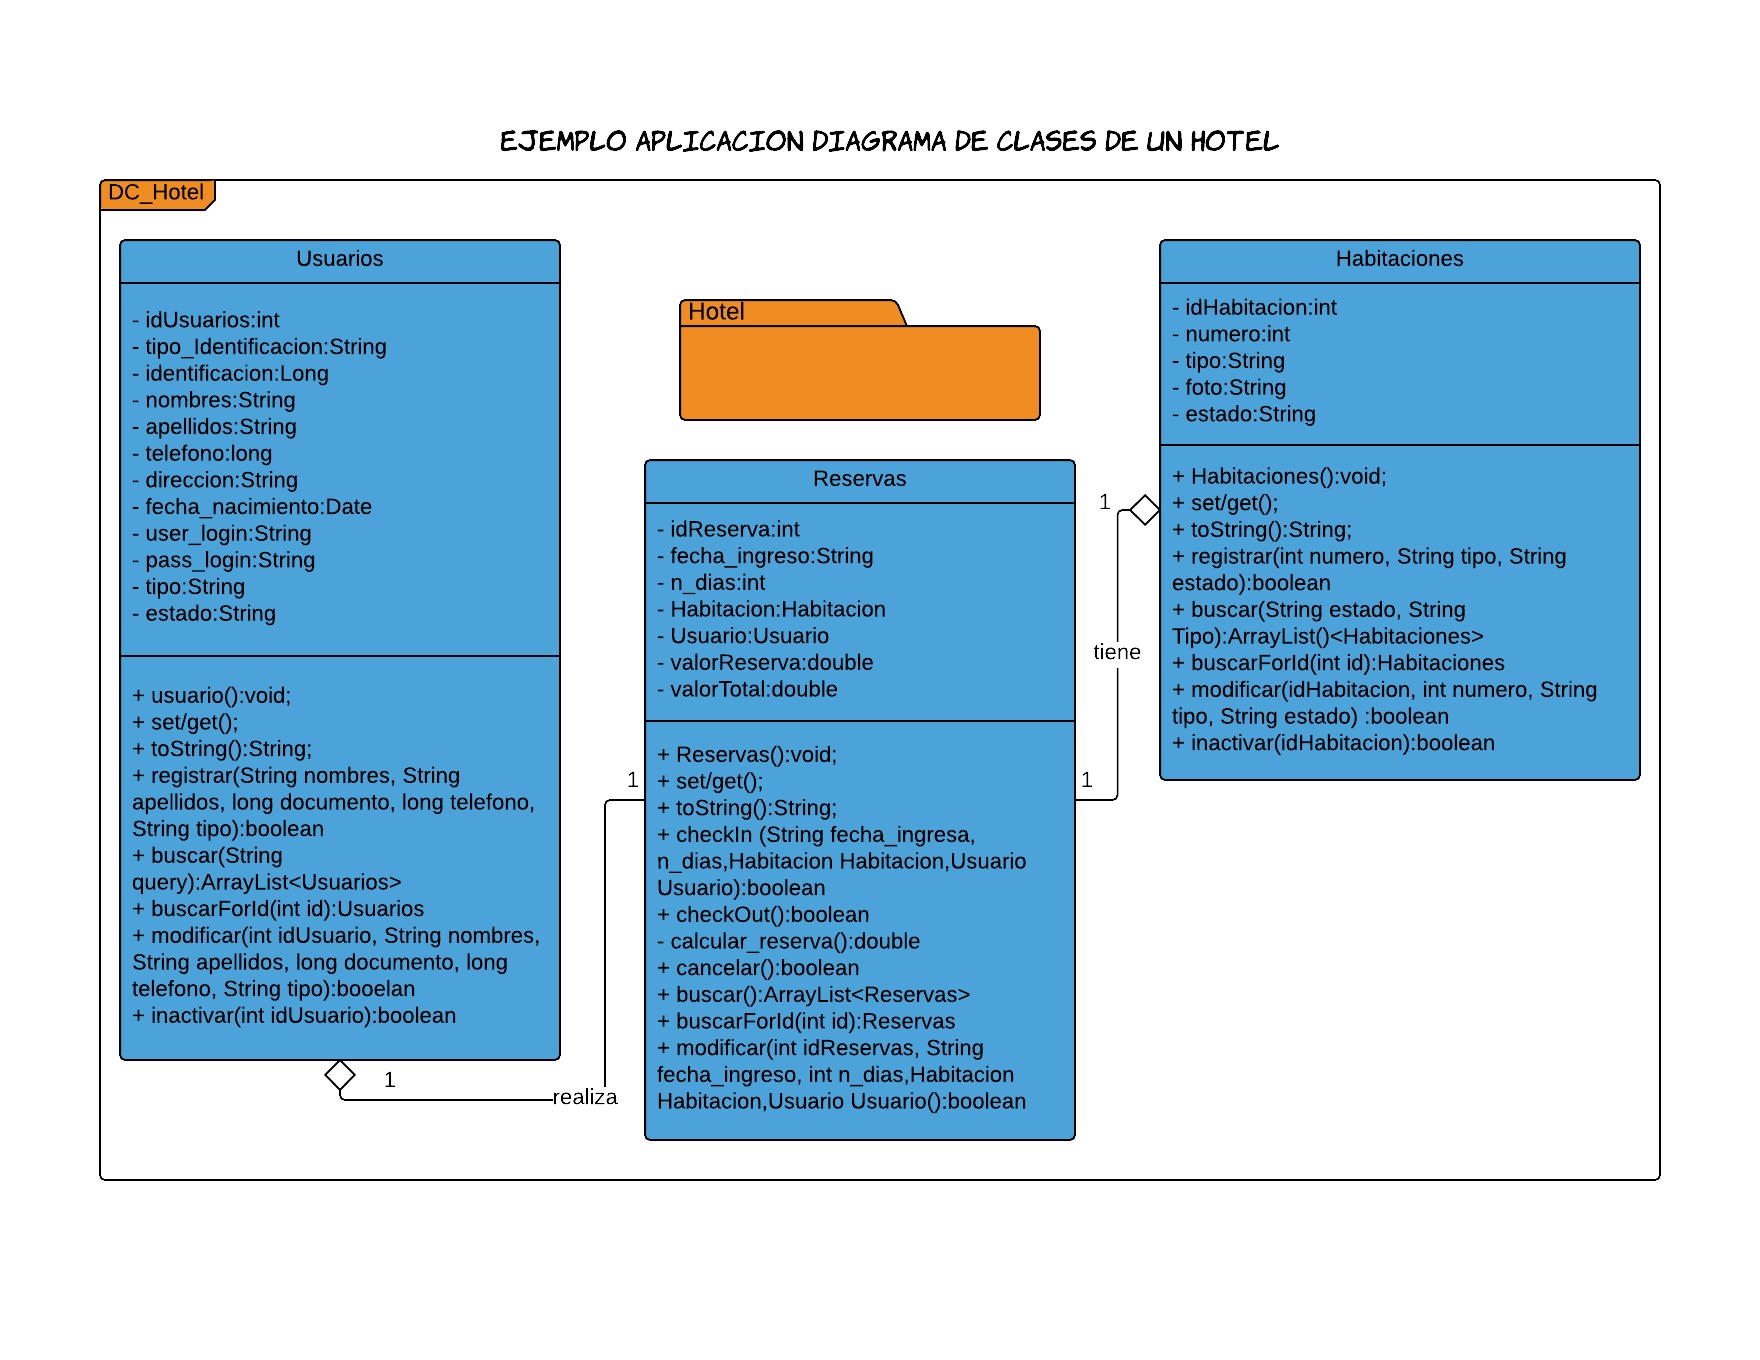 EJEMPLO APLICACION DIAGRAMA DE CLASES DE UN HOTEL
DC_Hotel
Usuarios
- idUsuarios:int
- tipo_Identificacion:String
- identificacion:Long
- nombres:String
- apellidos:String
- telefono:long
- direccion:String
- fecha_nacimiento:Date
- user_login:String
- pass_login:String
- tipo:String
- estado:String
+ usuario():void;
+ set/get();
+ toString():String;
+ registrar(String nombres, String
apellidos, long documento, long telefono,
String tipo):boolean
+ buscar(String
query):ArrayList<Usuarios>
+ buscarForId(int id):Usuarios
+ modificar(int idUsuario, String nombres,
String apellidos, long documento, long
telefono, String tipo):booelan
+ inactivar(int idUsuario):boolean
1
realiza
1
Hotel
Reservas
- idReserva:int
- fecha_ingreso:String
- n_dias:int
- Habitacion:Habitacion
- Usuario:Usuario
- valorReserva:double
- valorTotal:double
+ Reservas():void;
+ set/get();
+ toString():String;
+ checkIn (String fecha_ingresa,
n_dias,Habitacion Habitacion,Usuario
Usuario):boolean
+ checkOut():boolean
- calcular_reserva():double
+ cancelar():boolean
+ buscar():ArrayList<Reservas>
+ buscarForId(int id):Reservas
+ modificar(int idReservas, String
fecha_ingreso, int n_dias,Habitacion
Habitacion,Usuario Usuario():boolean
1
tiene
1
Habitaciones
- idHabitacion:int
- numero:int
- tipo:String
- foto:String
- estado:String
+ Habitaciones():void;
+ set/get();
+ toString():String;
+ registrar(int numero, String tipo, String
estado):boolean
+ buscar(String estado, String
Tipo):ArrayList()<Habitaciones>
+ buscarForId(int id):Habitaciones
+ modificar(idHabitacion, int numero, String
tipo, String estado) :boolean
+ inactivar(idHabitacion):boolean